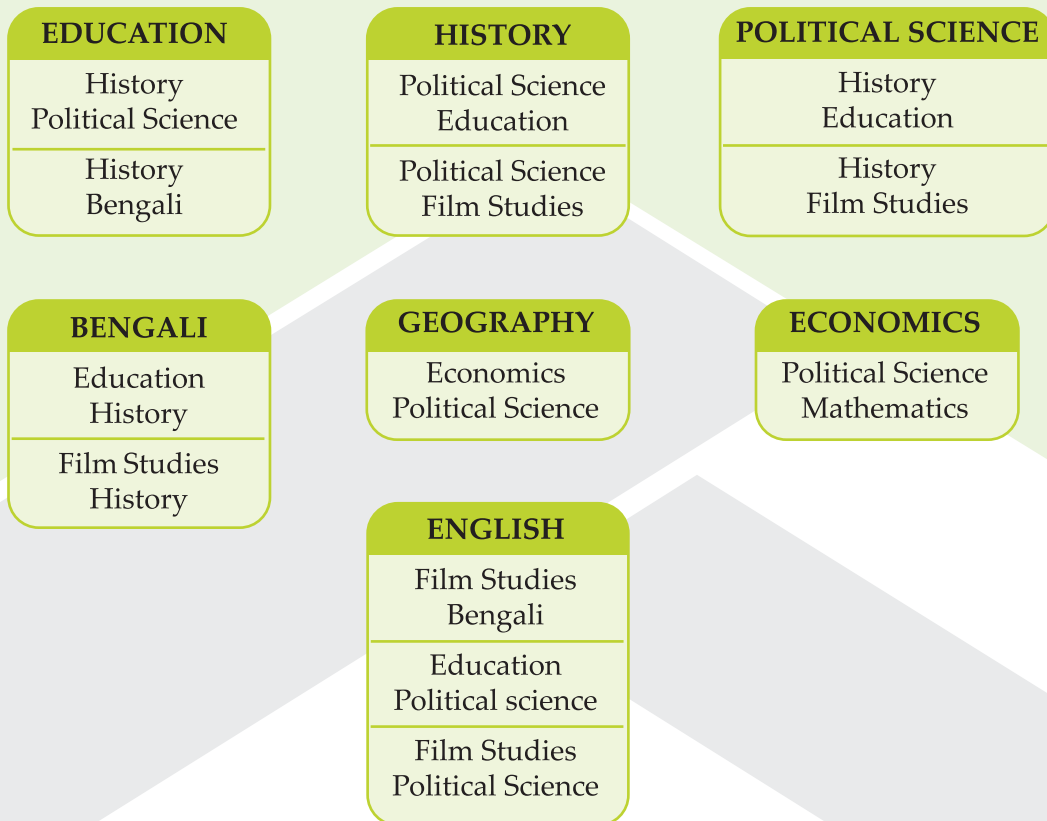 EDUCATION
History
Political Science
History
Bengali
HISTORY
Political Science
Education
Political Science
Film Studies
POLITICAL SCIENCE
History
Education
History
Film Studies
BENGALI
Education
History
Film Studies
History
GEOGRAPHY
Economics
Political Science
ECONOMICS
Political Science
Mathematics
ENGLISH
Film Studies
Bengali
Education
Political science
Film Studies
Political Science